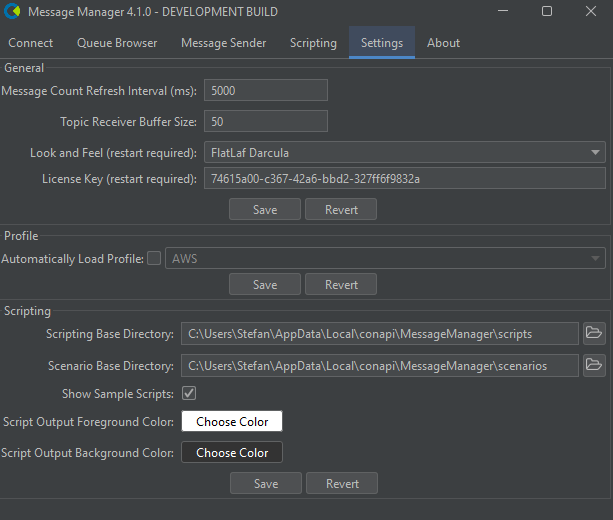 Message Manager 4.1.0 - DEVELOPMENT BUILD
Connect Queue Browser Message Sender Scripting Settings About
General
Message Count Refresh Interval (ms): 5000
Topic Receiver Buffer Size: 50
Look and Feel (restart required): FlatLaf Darcula
License Key (restart required): 74615a00-c367-42a6-bbd2-327ff6f9832a
Save Revert
Profile
Automatically Load Profile: AWS
Save Revert
Scripting
Scripting Base Directory: C:\Users\Stefan\AppData\Local\conapi\MessageManager\scripts
Scenario Base Directory: C:\Users\Stefan\AppData\Local\conapi\MessageManager\scenarios
Show Sample Scripts:
Script Output Foreground Color: Choose Color
Script Output Background Color: Choose Color
Save Revert